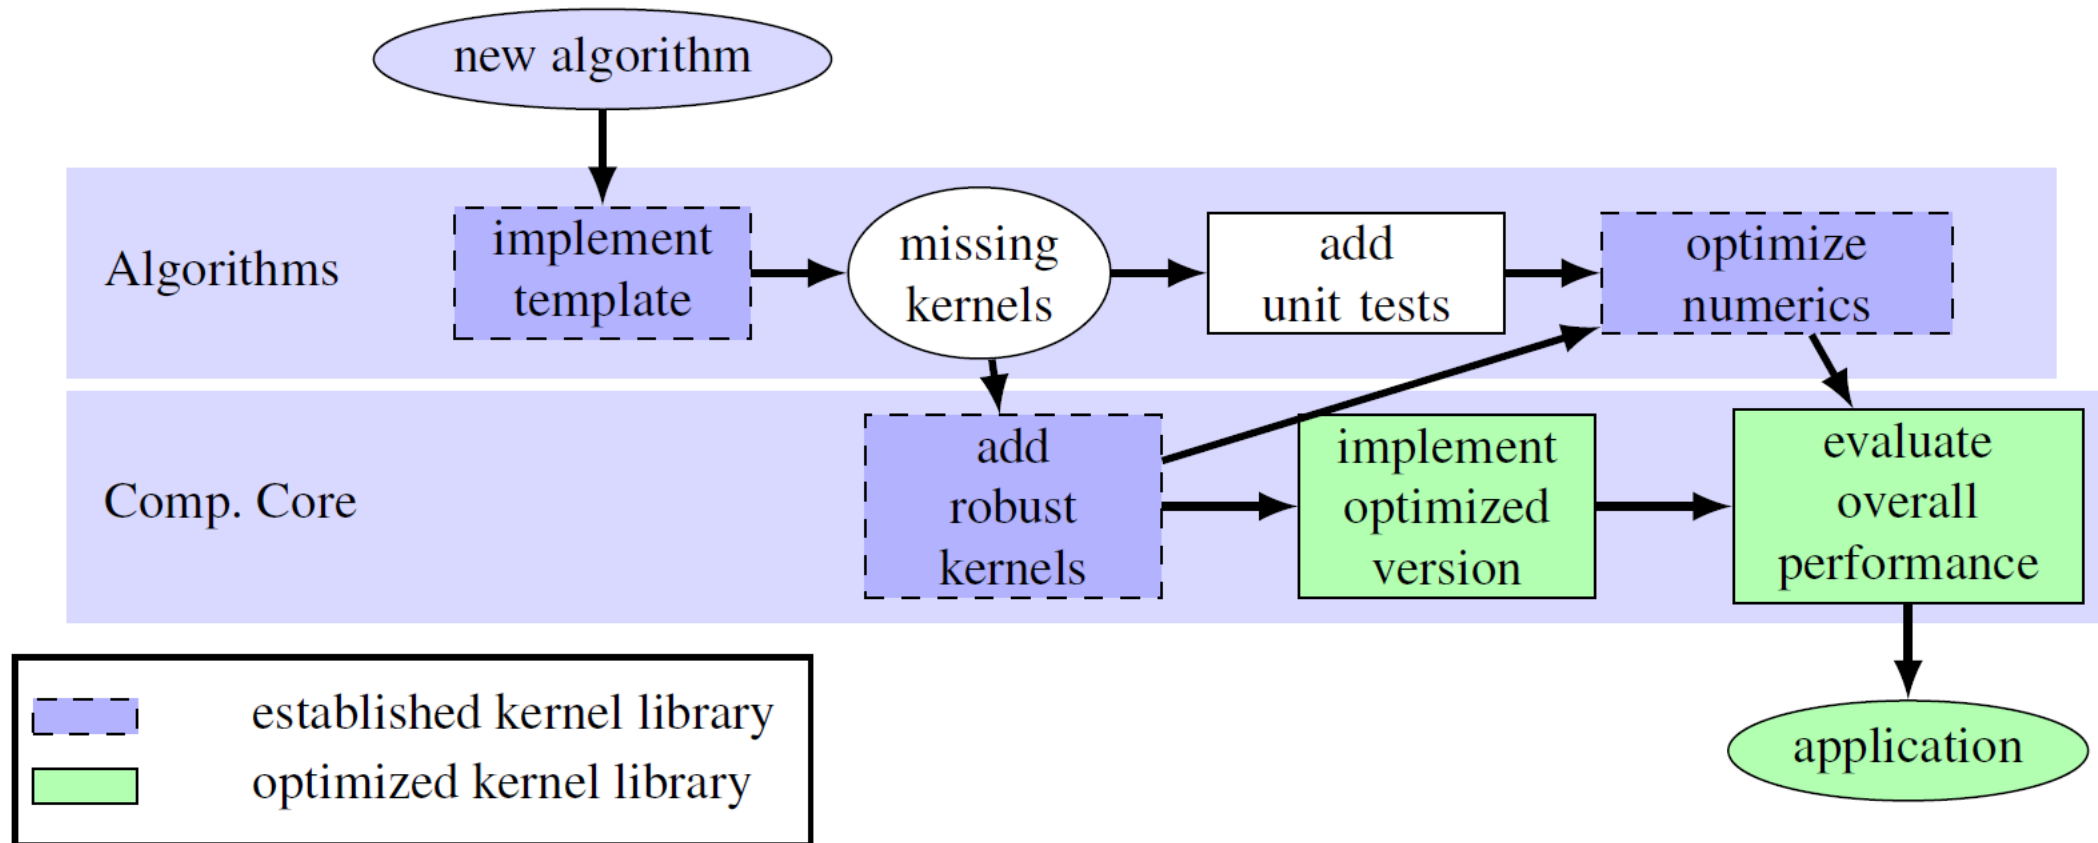 new algorithm
Algorithms
implement
template
missing
kernels
add
unit tests
optimize
numerics
Comp. Core
add
robust
kernels
implement
optimized
version
evaluate
overall
performance
established kernel library
optimized kernel library
application